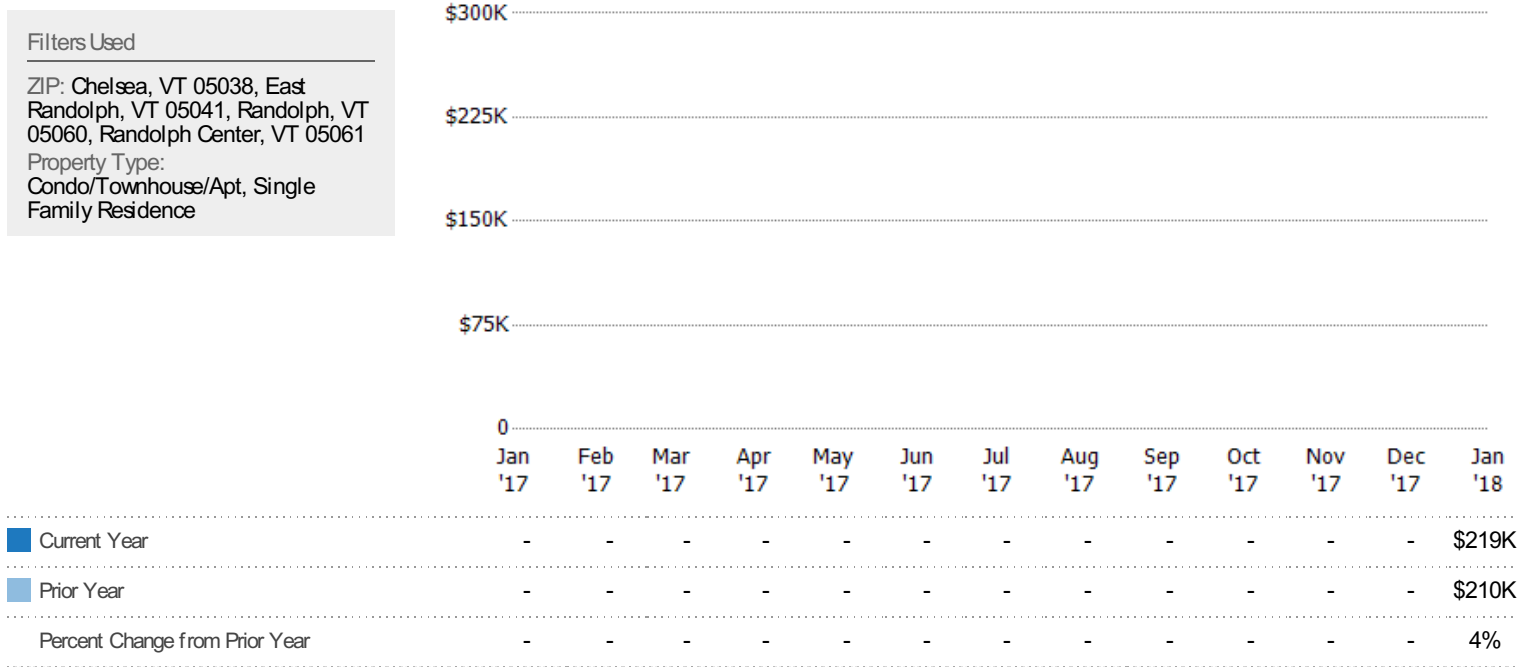 Filters Used
ZIP: Chelsea, VT 05038, East
Randolph, VT 05041, Randolph, VT
05060, Randolph Center, VT 05061
Property Type:
Condo/Townhouse/Apt, Single
Family Residence
$300K
$225K
$150K
$75K
0
Jan Feb Mar Apr May Jun Jul Aug Sep Oct Nov Dec Jan
'17 '17 '17 '17 '17 '17 '17 '17 '17 '17 '17 '17 '18
Current Year - - - - - - - - - - - - $219K
Prior Year - - - - - - - - - - - - $210K
Percent Change from Prior Year - - - - - - - - - - - - 4%